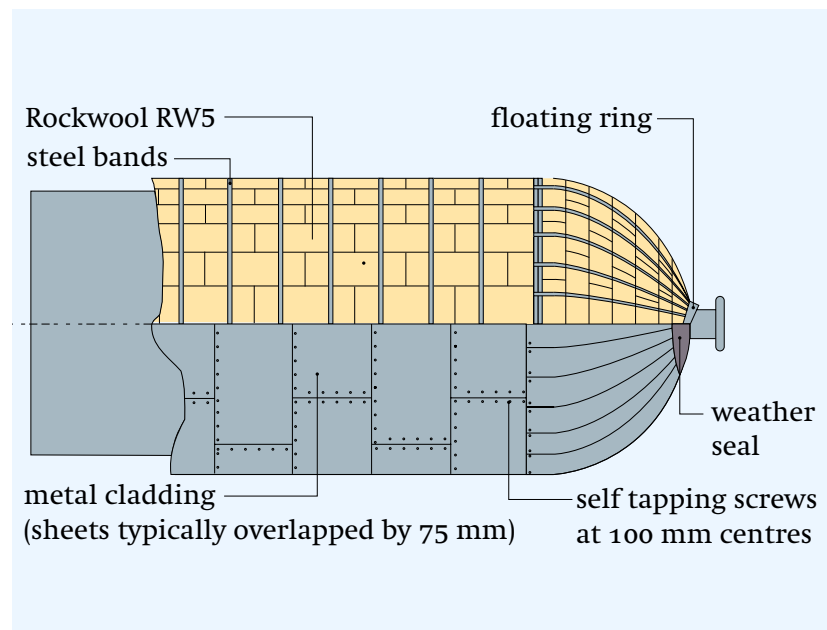 Rockwool RW5
floating ring
steel bands
weather
seal
metal cladding
(sheets typically overlapped by 75 mm)
self tapping screws
at 100 mm centres